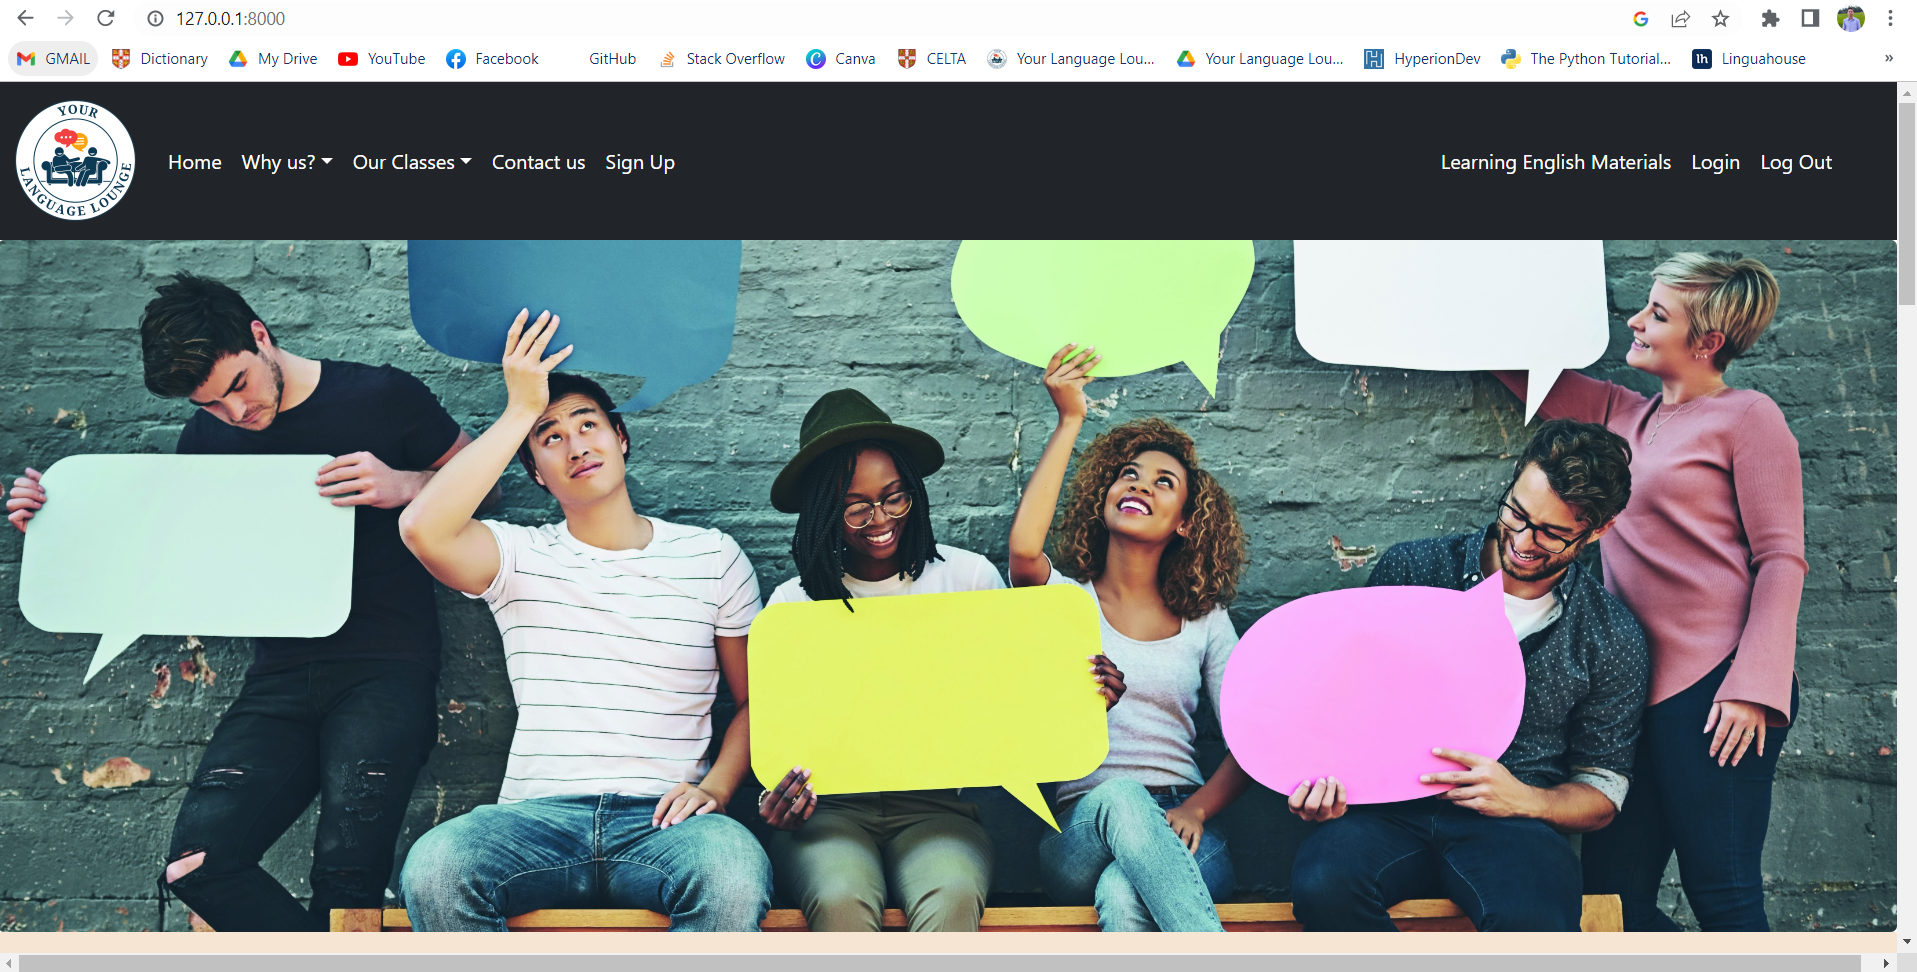 127.0.0.1:8000
GMAIL Dictionary My Drive YouTube Facebook GitHub Stack Overflow Canva CELTA Your Language Lou... Your Language Lou... HyperionDev The Python Tutorial... lh Linguahouse »
YOUR
LANGUAGE LOUNGE
Home Why us? Our Classes Contact us Sign Up Learning English Materials Login Log Out